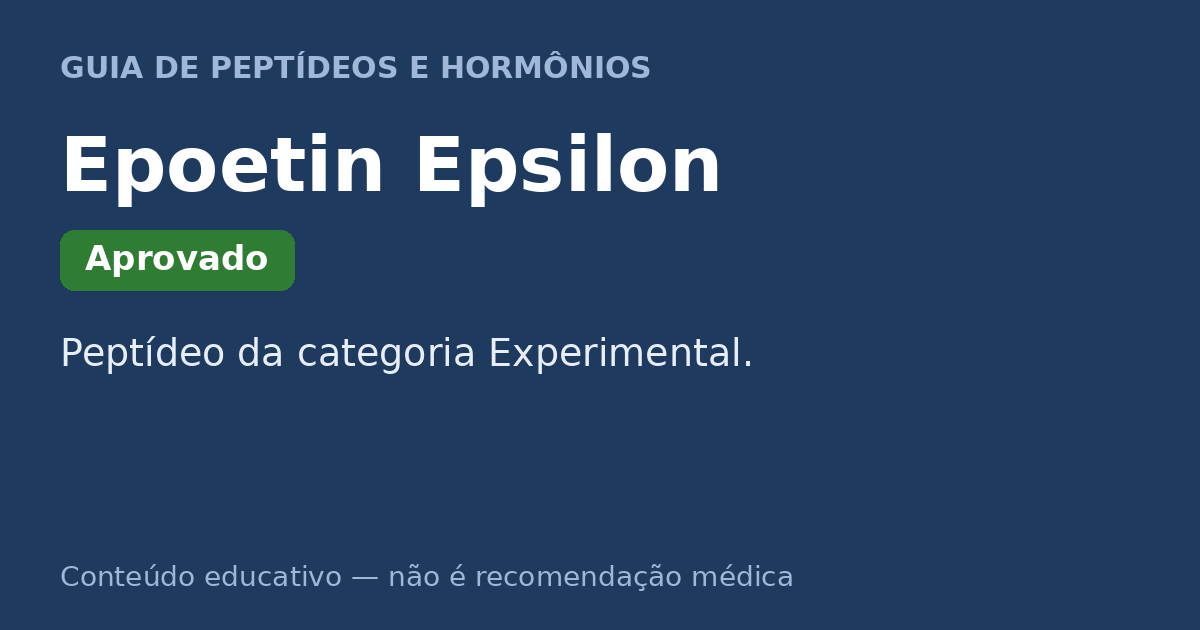 GUIA DE PEPTÍDEOS E HORMÔNIOS
Epoetin Epsilon
Aprovado
Peptídeo da categoria Experimental.
Conteúdo educativo — não é recomendação médica